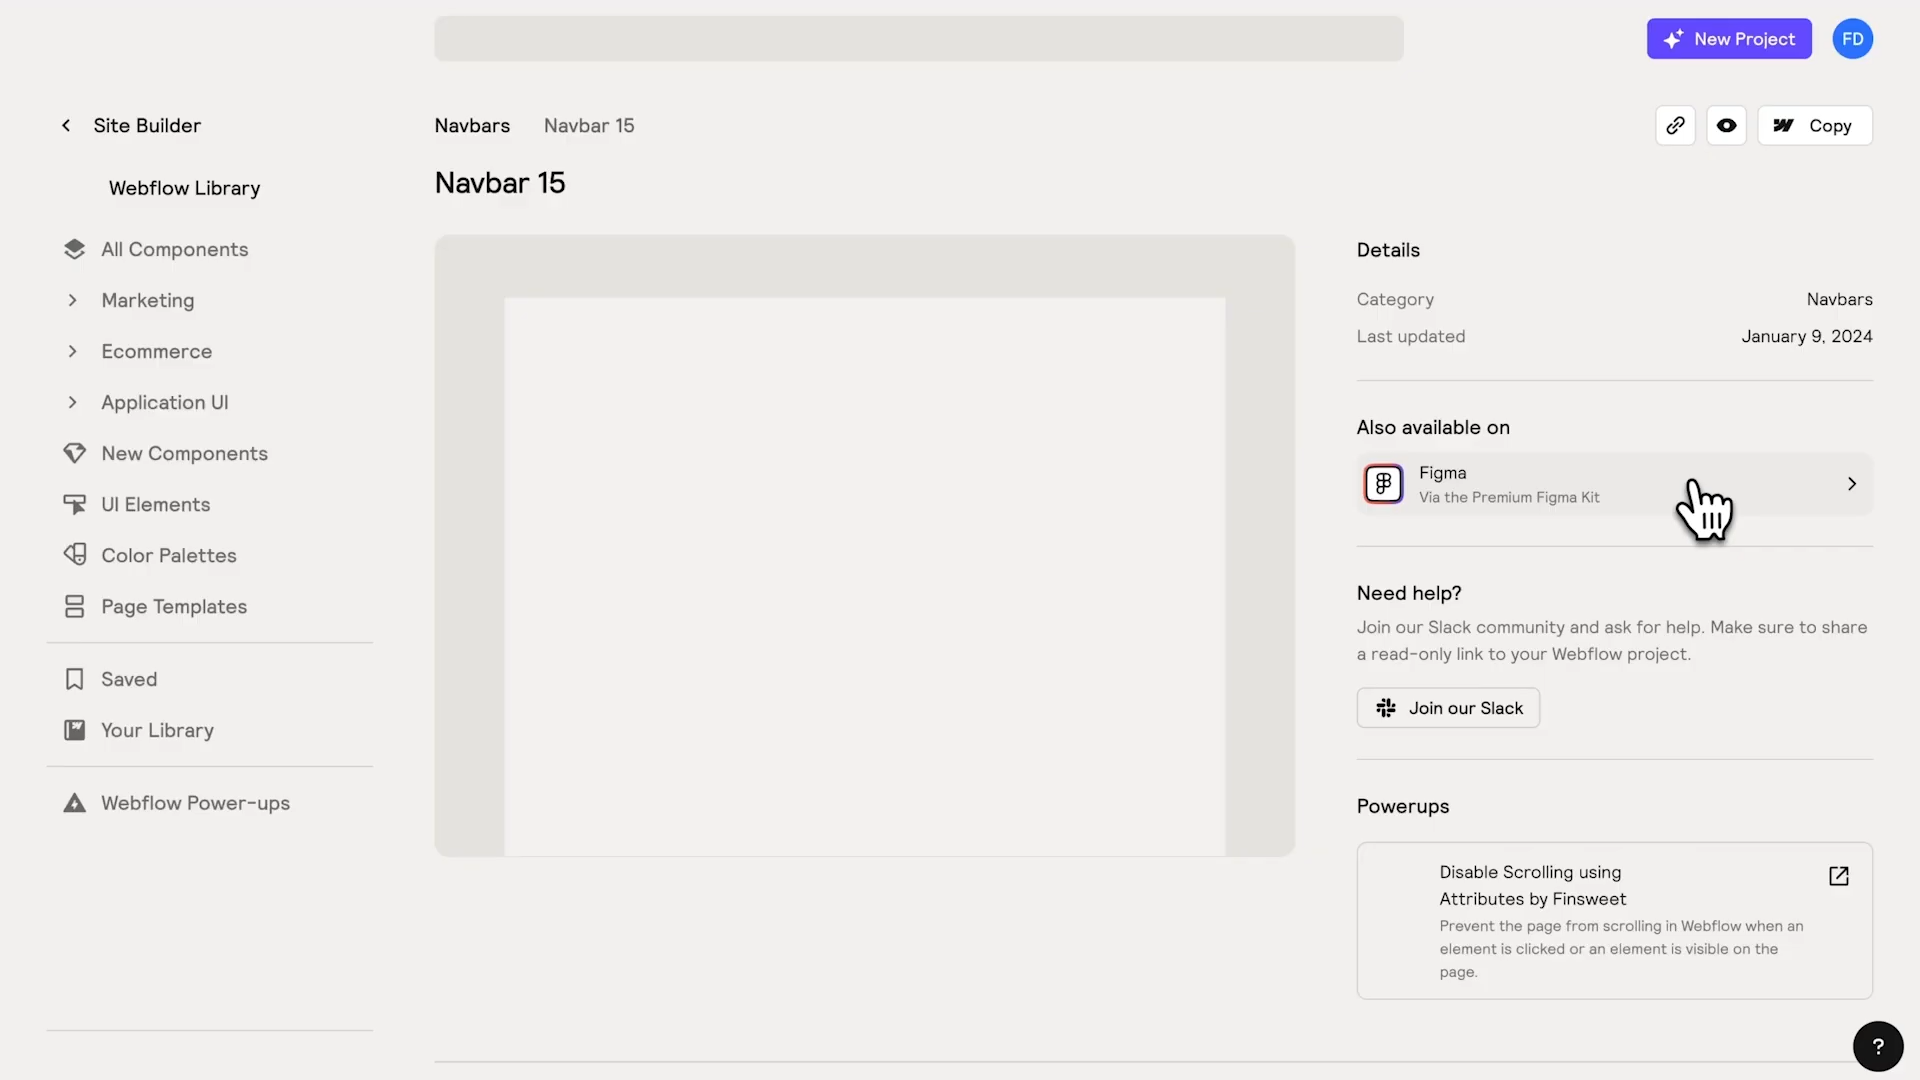 New Project
FD
Site Builder
Navbars
Navbar 15
Copy
Webflow Library
Navbar 15
All Components
Marketing
Ecommerce
Application UI
New Components
UI Elements
Color Palettes
Page Templates
Saved
Your Library
Webflow Power-ups
Details
Category
Navbars
Last updated
January 9, 2024
Also available on
Figma
Via the Premium Figma Kit
Need help?
Join our Slack community and ask for help. Make sure to share
a read-only link to your Webflow project.
Join our Slack
Powerups
Disable Scrolling using
Attributes by Finsweet
Prevent the page from scrolling in Webflow when an
element is clicked or an element is visible on the
page.
?